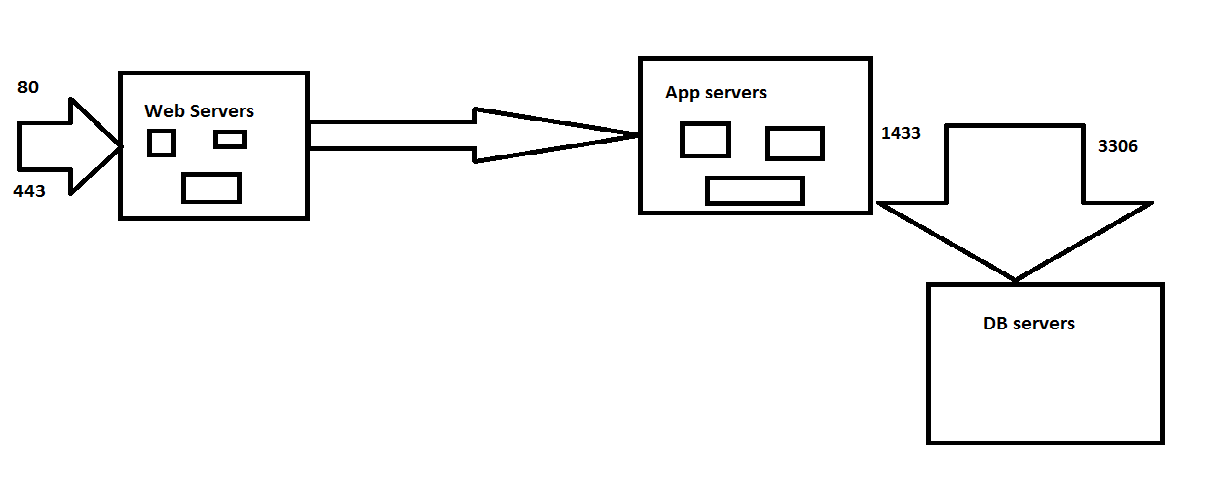 80
443
Web Servers
App servers
1433
3306
DB servers